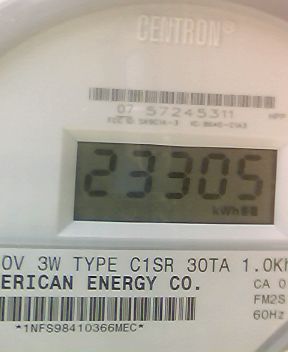 CENTRON®
07 57245311
23305
kWh
0V 3W TYPE C1SR 30TA 1.0Kh
ERICAN ENERGY CO.
CA 0
FM2S
60Hz
*1NFS98410366MEC*